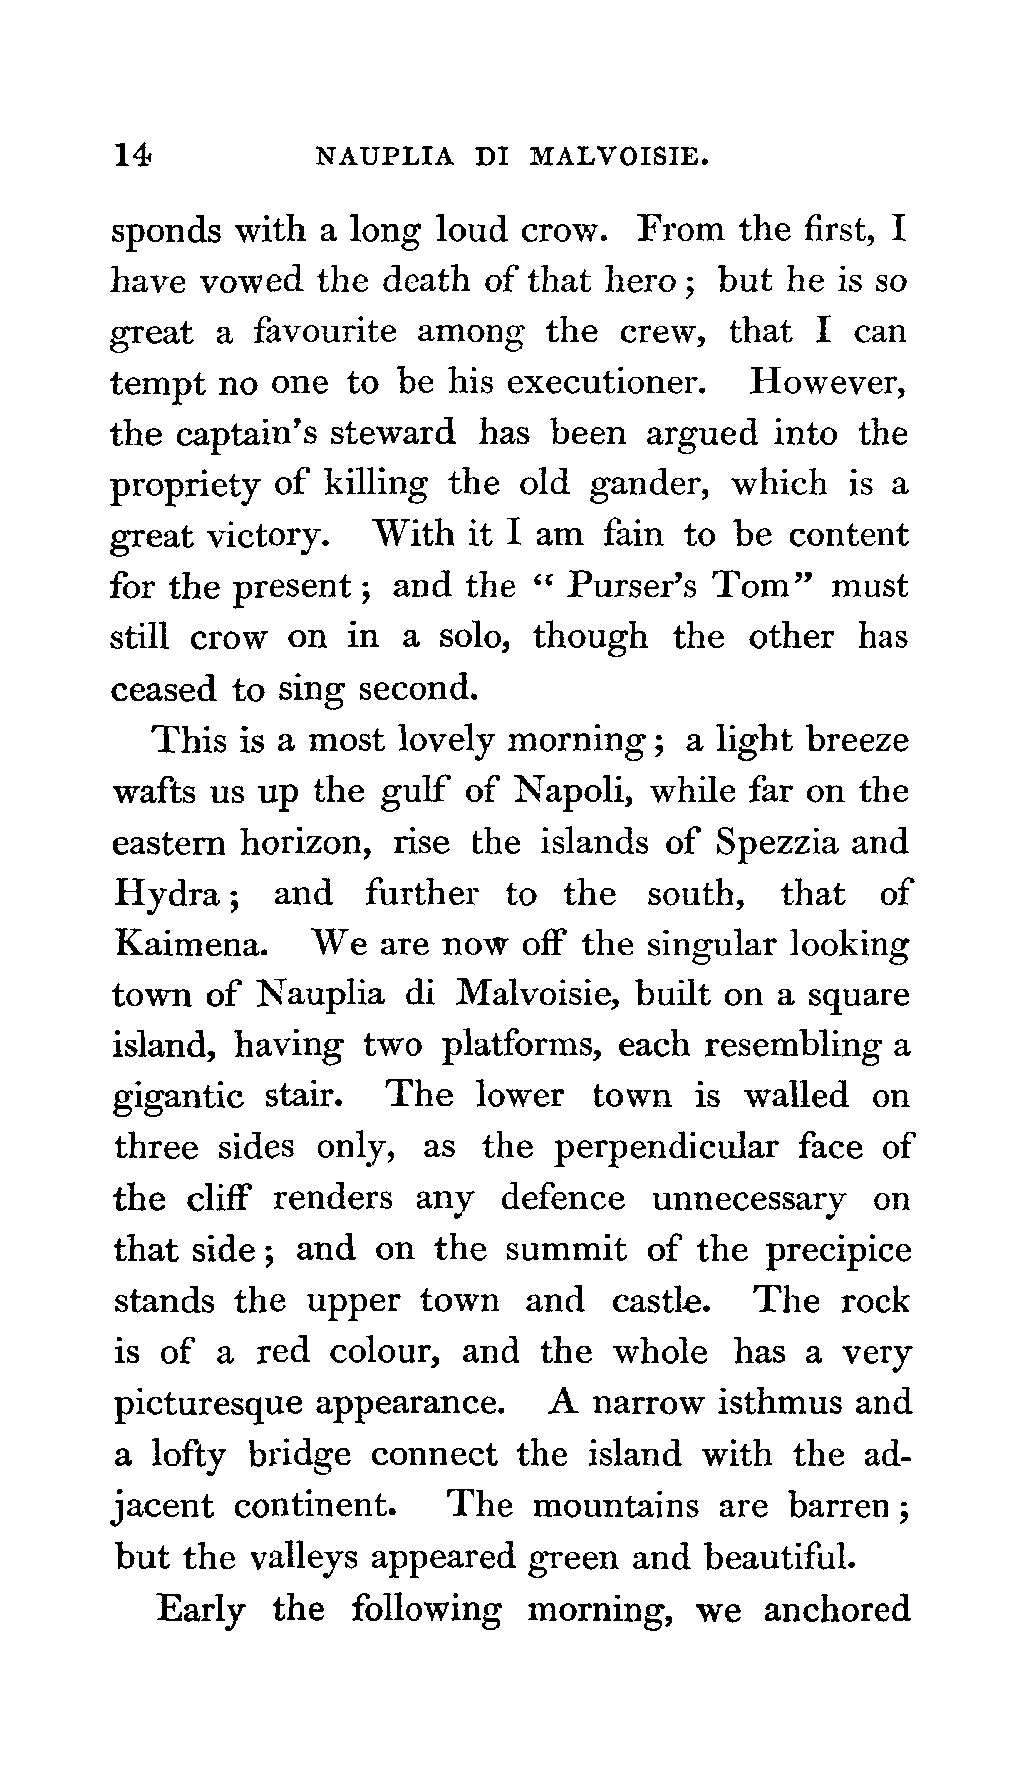 14 NAUPLIA DI MALVOISIE.
sponds with a long loud crow. From the first, I
have vowed the death of that hero; but he is so
great a favourite among the crew, that I can
tempt no one to be his executioner. However,
the captain's steward has been argued into the
propriety of killing the old gander, which is a
great victory. With it I am fain to be content
for the present; and the “ Purser's Tom” must
still crow on in a solo, though the other has
ceased to sing second.
This is a most lovely morning; a light breeze
wafts us up the gulf of Napoli, while far on the
eastern horizon, rise the islands of Spezzia and
Hydra; and further to the south, that of
Kaimena. We are now off the singular looking
town of Nauplia di Malvoisie, built on a square
island, having two platforms, each resembling a
gigantic stair. The lower town is walled on
three sides only, as the perpendicular face of
the cliff renders any defence unnecessary on
that side; and on the summit of the precipice
stands the upper town and castle. The rock
is of a red colour, and the whole has a very
picturesque appearance. A narrow isthmus and
a lofty bridge connect the island with the ad-
jacent continent. The mountains are barren;
but the valleys appeared green and beautiful.
Early the following morning, we anchored